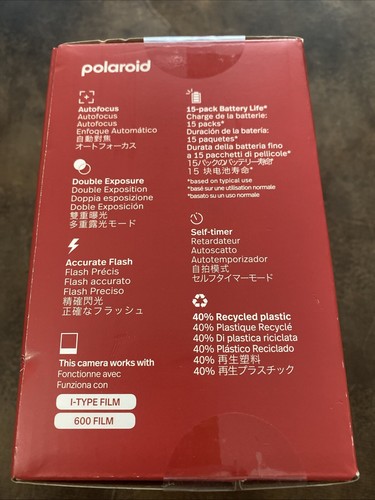 polaroid
Autofocus
Autofocus
Autofocus
Enfoque Automático
自動對焦
オートフォーカス
Double Exposure
Double Exposition
Doppia esposizione
Doble Exposición
雙重曝光
多重露光モード
Accurate Flash
Flash Précis
Flash accurato
Flash Preciso
精確閃光
正確なフラッシュ
This camera works with
Fonctionne avec
Funziona con
I-TYPE FILM
600 FILM
15-pack Battery Life*
Charge de la batterie:
15 packs*
Duración de la batería:
15 paquetes*
Durata della batteria fino
a 15 pacchetti di pellicole*
15パックのバッテリー寿命*
15 块电池寿命*
*based on typical use
*basé sur une utilisation normale
*basato su un uso normale
Self-timer
Retardateur
Autoscatto
Autotemporizador
自拍模式
セルフタイマーモード
40% Recycled plastic
40% Plastique Recyclé
40% Di plastica riciclata
40% Plástico Reciclado
40% 再生塑料
40% 再生プラスチック